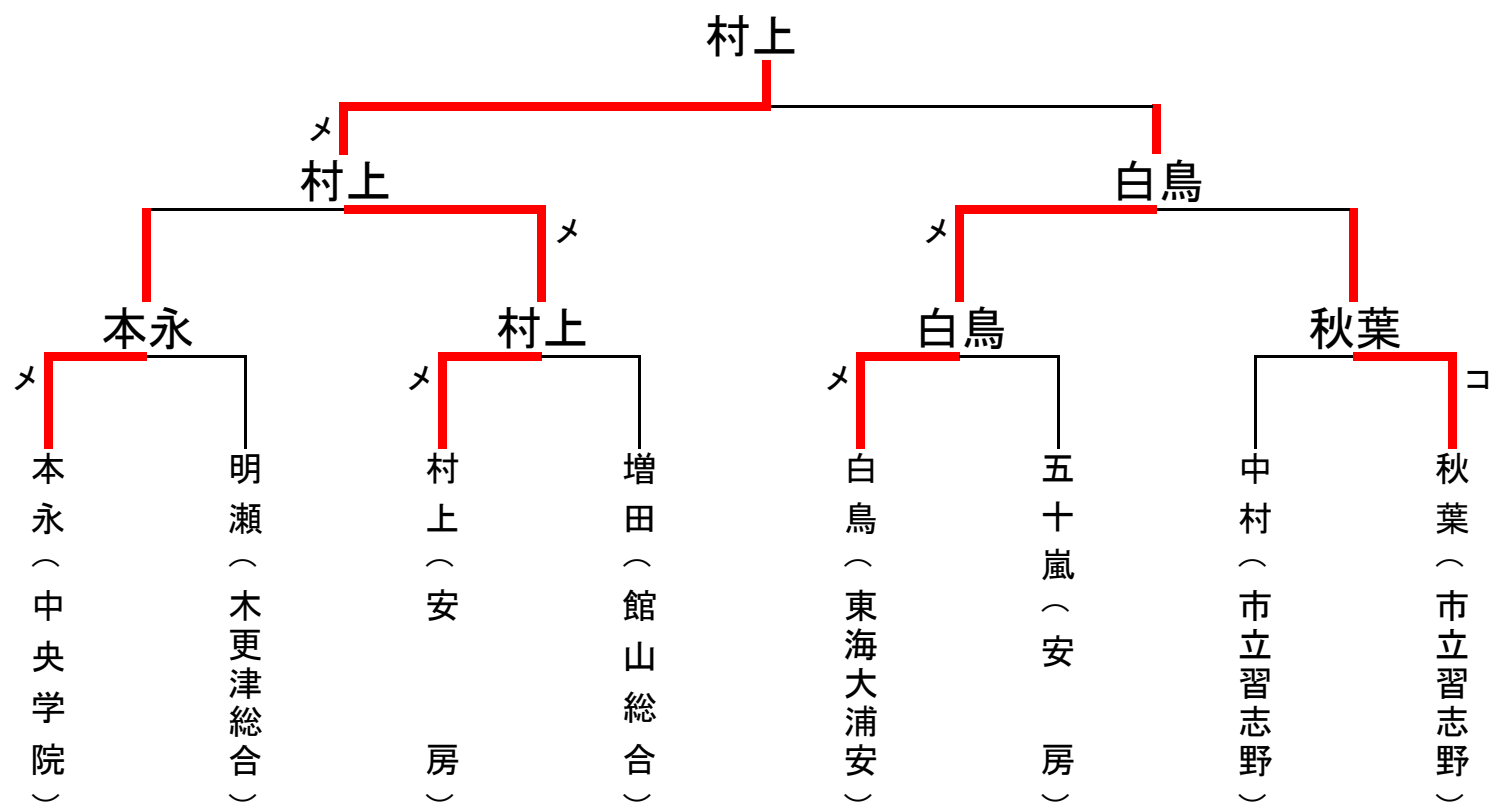 村上
メ
村上
白鳥
メ
メ
本永
村上
白鳥
秋葉
メ
メ
メ
コ
本永（中央学院）
明瀬（木更津総合）
村上（安房）
増田（館山総合）
白鳥（東海大浦安）
五十嵐（安房）
中村（市立習志野）
秋葉（市立習志野）